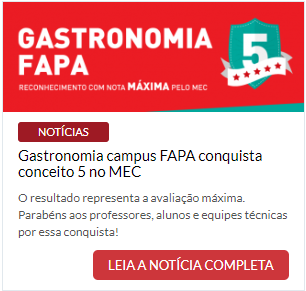 GASTRONOMIA
FAPA
5
RECONHECIMENTO COM NOTA MÁXIMA PELO MEC
NOTÍCIAS
Gastronomia campus FAPA conquista
conceito 5 no MEC
O resultado representa a avaliação máxima.
Parabéns aos professores, alunos e equipes técnicas
por essa conquista!
LEIA A NOTÍCIA COMPLETA